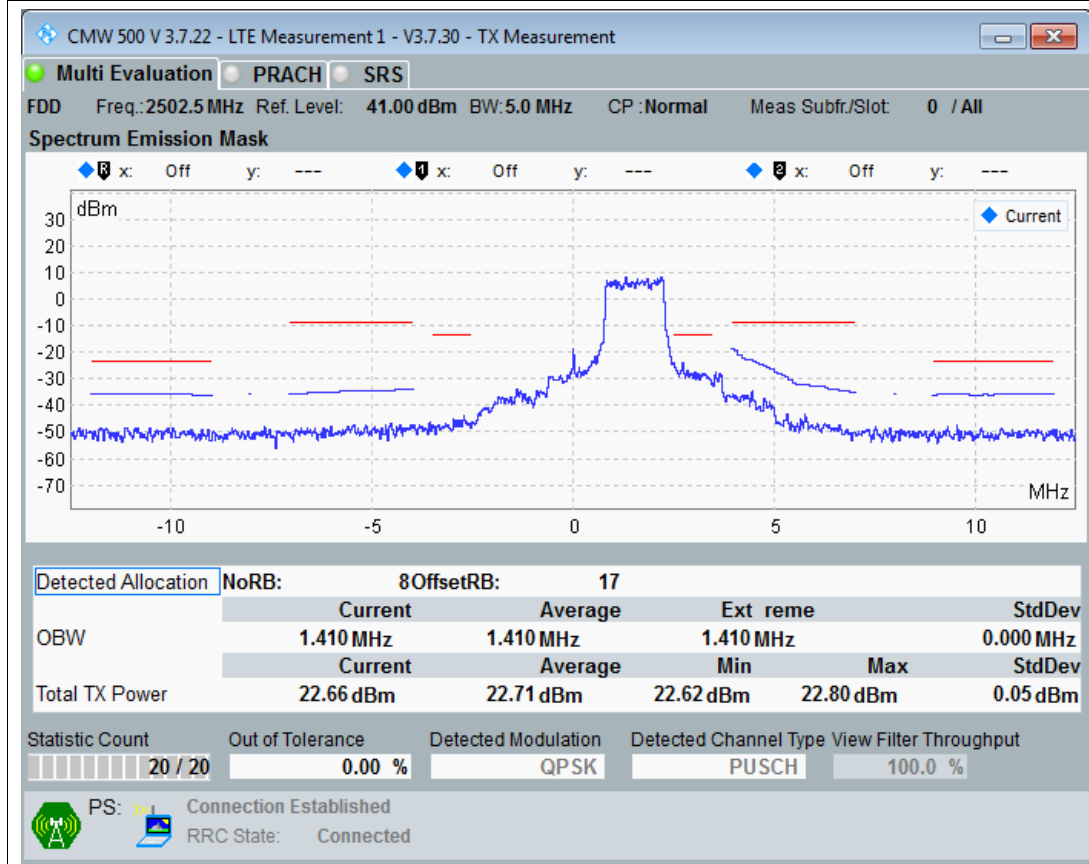 CMW 500 V 3.7.22 - LTE Measurement 1 - V3.7.30 - TX Measurement
Multi Evaluation PRACH SRS
FDD Freq.: 2502.5 MHz Ref. Level: 41.00 dBm BW: 5.0 MHz CP : Normal Meas Subfr./Slot: 0 / All
Spectrum Emission Mask
R x: Off y: --- 1 x: Off y: --- 2 x: Off y: ---
dBm
Current
30
20
10
0
-10
-20
-30
-40
-50
-60
-70
MHz
-10 -5 0 5 10
Detected Allocation NoRB: 8 OffsetRB: 17
Current Average Ext reme StdDev
OBW 1.410 MHz 1.410 MHz 1.410 MHz 0.000 MHz
Current Average Min Max StdDev
Total TX Power 22.66 dBm 22.71 dBm 22.62 dBm 22.80 dBm 0.05 dBm
Statistic Count Out of Tolerance Detected Modulation Detected Channel Type View Filter Throughput
20 / 20 0.00 % QPSK PUSCH 100.0 %
PS: Connection Established
RRC State: Connected